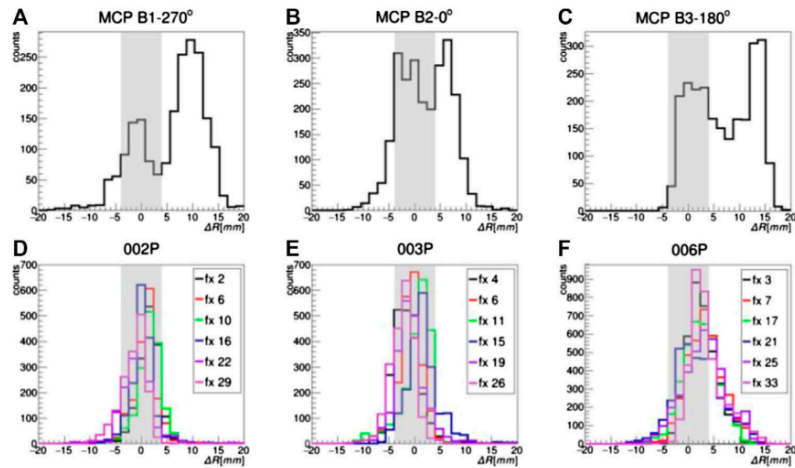 A MCP B1-270° B MCP B2-0° C MCP B3-180°
counts counts counts
250 300 300
200 250 250
150 200 200
100 150 150
50 100 100
0 50 50
0 0
−20 −15 −10 −5 0 5 10 15 20 −20 −15 −10 −5 0 5 10 15 20 −20 −15 −10 −5 0 5 10 15 20
ΔR[mm] ΔR[mm] ΔR[mm]
D 002P E 003P F 006P
counts counts counts
700 700 900
600 600 800
500 500 700
400 400 600
300 300 500
200 200 400
100 100 300
0 0 200
100
0
fx 2
fx 6
fx 10
fx 16
fx 22
fx 29
fx 4
fx 6
fx 11
fx 15
fx 19
fx 26
fx 3
fx 7
fx 17
fx 21
fx 25
fx 33
−20 −15 −10 −5 0 5 10 15 20 −20 −15 −10 −5 0 5 10 15 20 −20 −15 −10 −5 0 5 10 15 20
ΔR[mm] ΔR[mm] ΔR[mm]